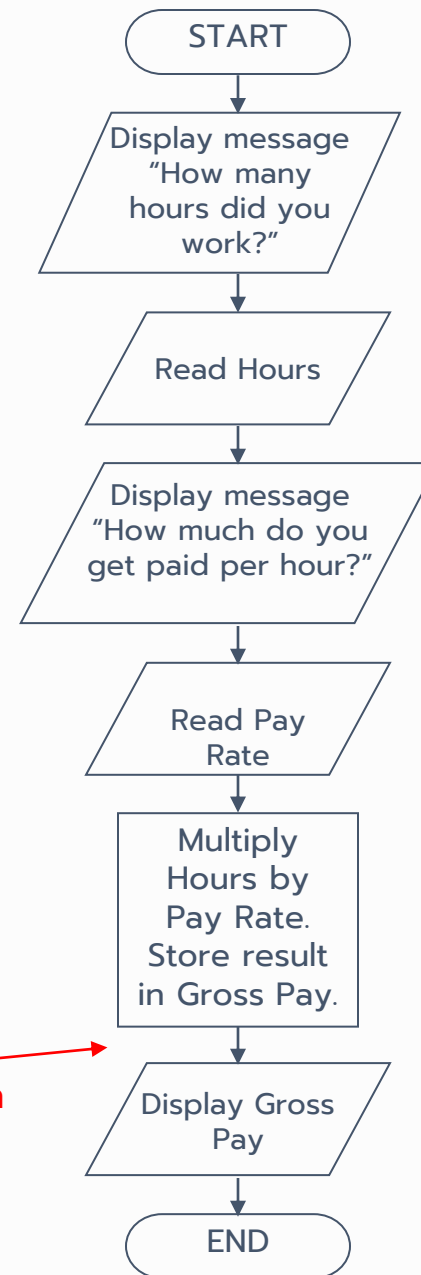 START
Display message
“How many
hours did you
work?”
Read Hours
Display message
“How much do you
get paid per hour?”
Read Pay
Rate
Multiply
Hours by
Pay Rate.
Store result
in Gross Pay.
Display Gross
Pay
END